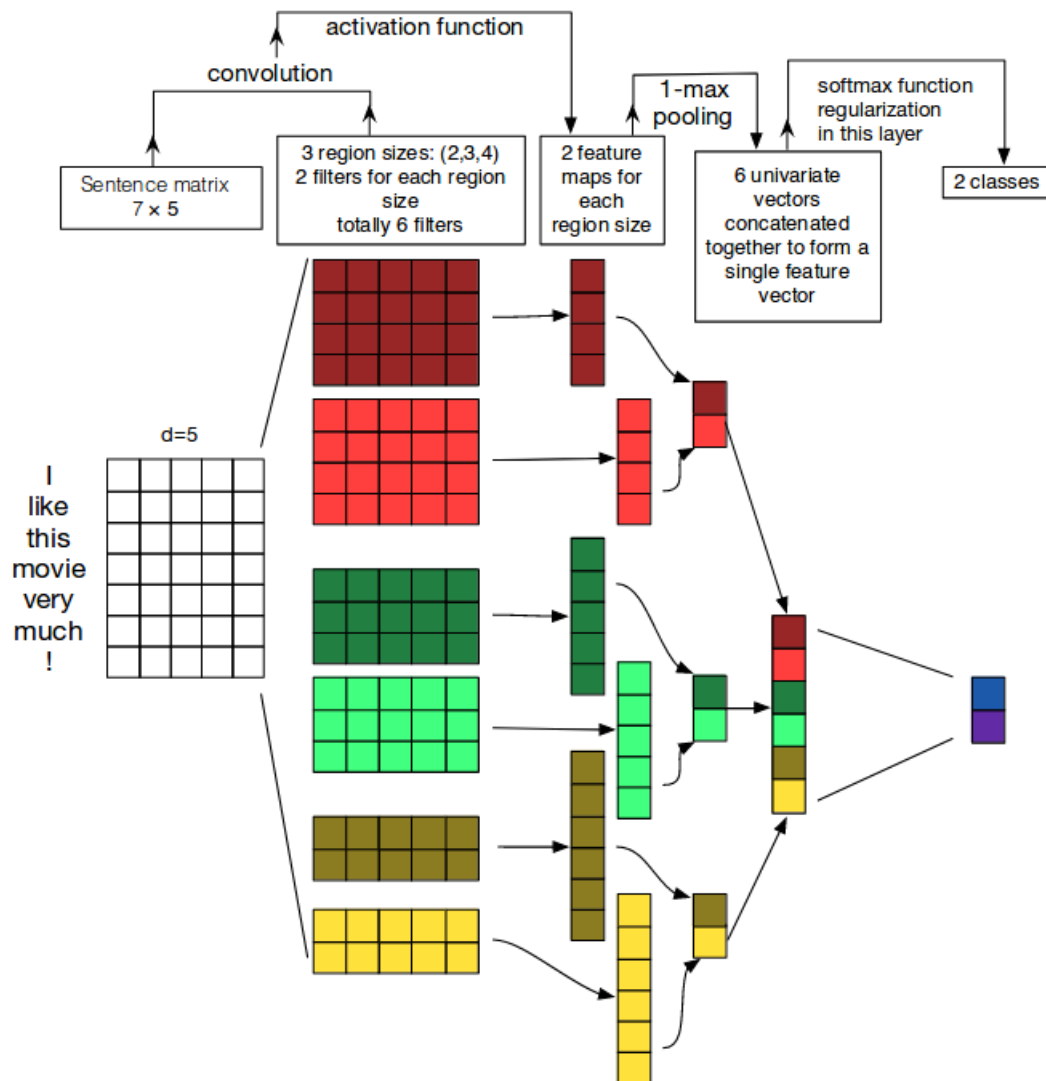 activation function
convolution
1-max
pooling
softmax function
regularization
in this layer
Sentence matrix
7 × 5
3 region sizes: (2,3,4)
2 filters for each region
size
totally 6 filters
2 feature
maps for
each
region size
6 univariate
vectors
concatenated
together to form a
single feature
vector
2 classes
d=5
I
like
this
movie
very
much
!